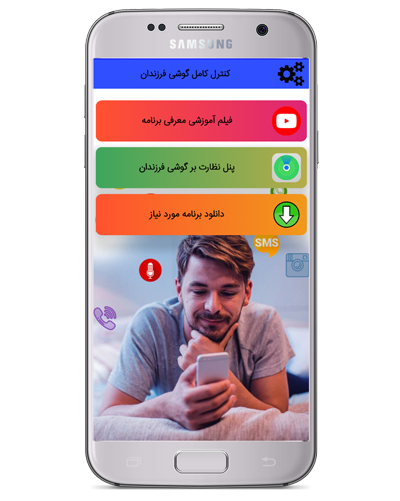 SAMSUNG
کنترل کامل گوشی فرزندان
فیلم آموزشی معرفی برنامه
پنل نظارت بر گوشی فرزندان
دانلود برنامه مورد نیاز
SMS